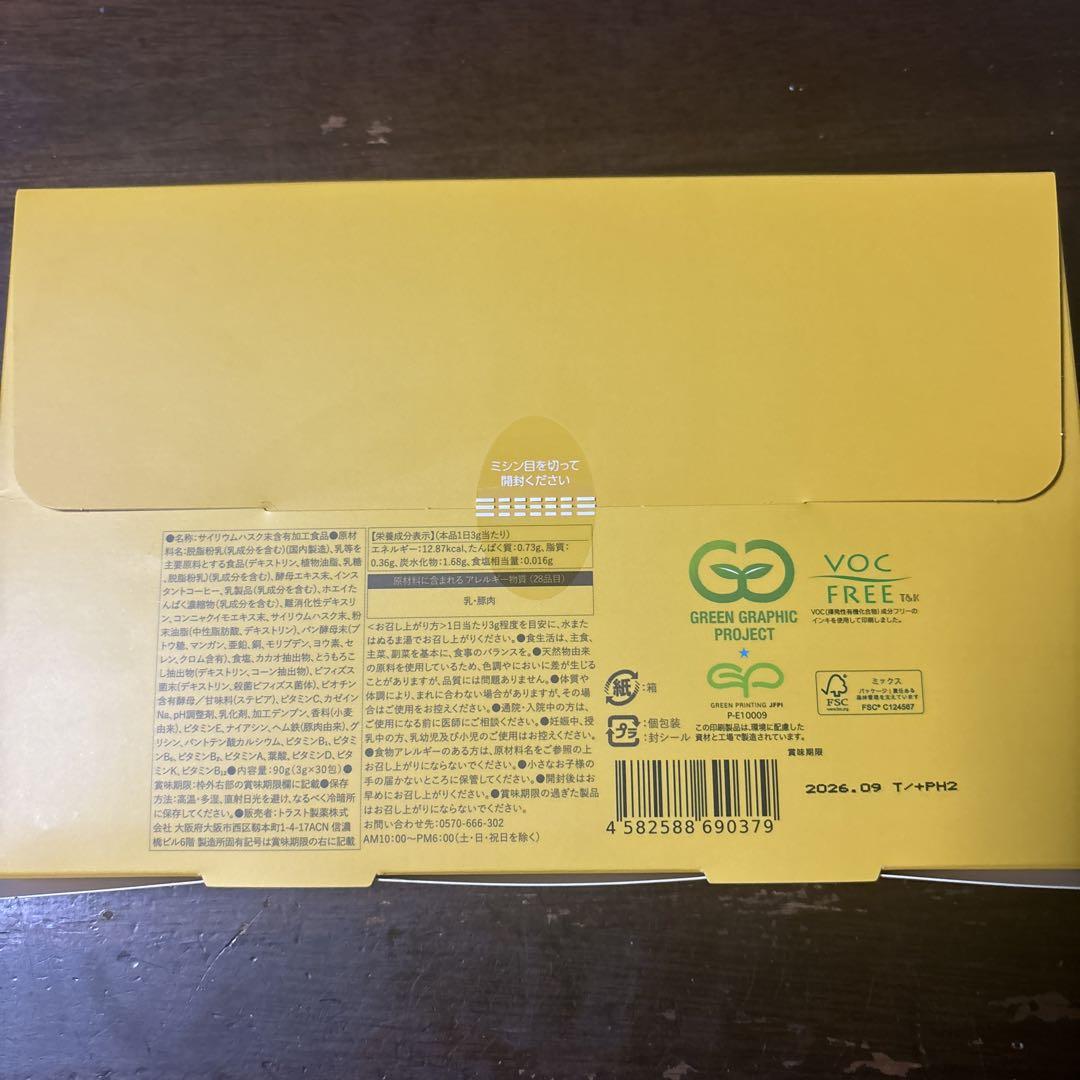 ミシン目を切って
開封ください
●名称:サイリウムハスク末含有加工食品●原材
料名:脱脂粉乳(乳成分を含む)(国内製造)、乳等を
主要原料とする食品(デキストリン、植物油脂、乳糖
、脱脂粉乳)(乳成分を含む)、酵母エキス末、インス
タントコーヒー、乳製品(乳成分を含む)、ホエイた
んぱく濃縮物(乳成分を含む)、難消化性デキスリ
ン、コンニャクイモエキス末、サイリウムハスク末、粉
末油脂(中性脂肪酸、デキストリン)、パン酵母末(ブ
トウ糖、マンガン、亜鉛、銅、モリブデン、ヨウ素、セ
レン、クロム含有)、食塩、カカオ抽出物、とうもろこ
し抽出物(デキストリン、コーン抽出物)、ビフィズス
菌末(デキストリン、殺菌ビフィズス菌体)、ビオチン
含有酵母／甘味料(ステビア)、ビタミンC、カゼイン
Na、pH調整剤、乳化剤、加工デンプン、香料(小麦
由来)、ビタミンE、ナイアシン、ヘム鉄(豚肉由来)、グ
リシン、パントテン酸カルシウム、ビタミンB₁、ビタミ
ンB₆、ビタミンB₂、ビタミンA、葉酸、ビタミンD、ビタ
ミンK、ビタミンB₁₂●内容量:90g(3g×30包)●
賞味期限:枠外右部の賞味期限欄に記載●保存
方法:高温・多湿、直射日光を避け、なるべく冷暗所
に保存してください。●販売者:トラスト製薬株式会
社 大阪府大阪市西区靱本町1-4-17ACN 信濃
橋ビル6階 製造所固有記号は賞味期限の右に記載
【栄養成分表示】(本品1日3g当たり)
エネルギー:12.87kcal、たんぱく質:0.73g、脂質:
0.36g、炭水化物:1.68g、食塩相当量:0.016g
原材料に含まれる アレルギー物質(28品目)
乳・豚肉
<お召し上がり方>1日当たり3g程度を目安に、水また
はぬるま湯でお召し上がりください。●食生活は、主食、
主菜、副菜を基本に、食事のバランスを。●天然物由来
の原料を使用しているため、色調やにおいに差が生じる
ことがありますが、品質には問題ありません。●体質や
体調により、まれに合わない場合がありますが、その場
合はご使用をお控えください。●通院・入院中の方は、
ご使用になる前に医師にご相談ください。●妊娠中、授
乳中の方、乳幼児及び小児のご使用はお控えください。
●食物アレルギーのある方は、原材料名をご参照の上
お召し上がりにならないでください。●小さなお子様の
手の届かないところに保管してください。●開封後はお
早めにお召し上がりください。●賞味期限の過ぎた製品
はお召し上がりにならないでください。
お問い合わせ先:0570-666-302
AM10:00〜PM6:00(土・日・祝日を除く)
GREEN GRAPHIC
PROJECT
GREEN PRINTING JFPI
P-E10009
この印刷製品は、環境に配慮した
資材と工場で製造されています。
VOC
FREE T&K
VOC(揮発性有機化合物)成分フリーの
インキを使用して印刷しました。
紙 :箱
プラ :個包装
:封シール
FSC
www.fsc.org
ミックス
パッケージ|責任ある
森林管理を支えています
FSC® C124587
賞味期限
2026.09 T/+PH2
4 582588 690379